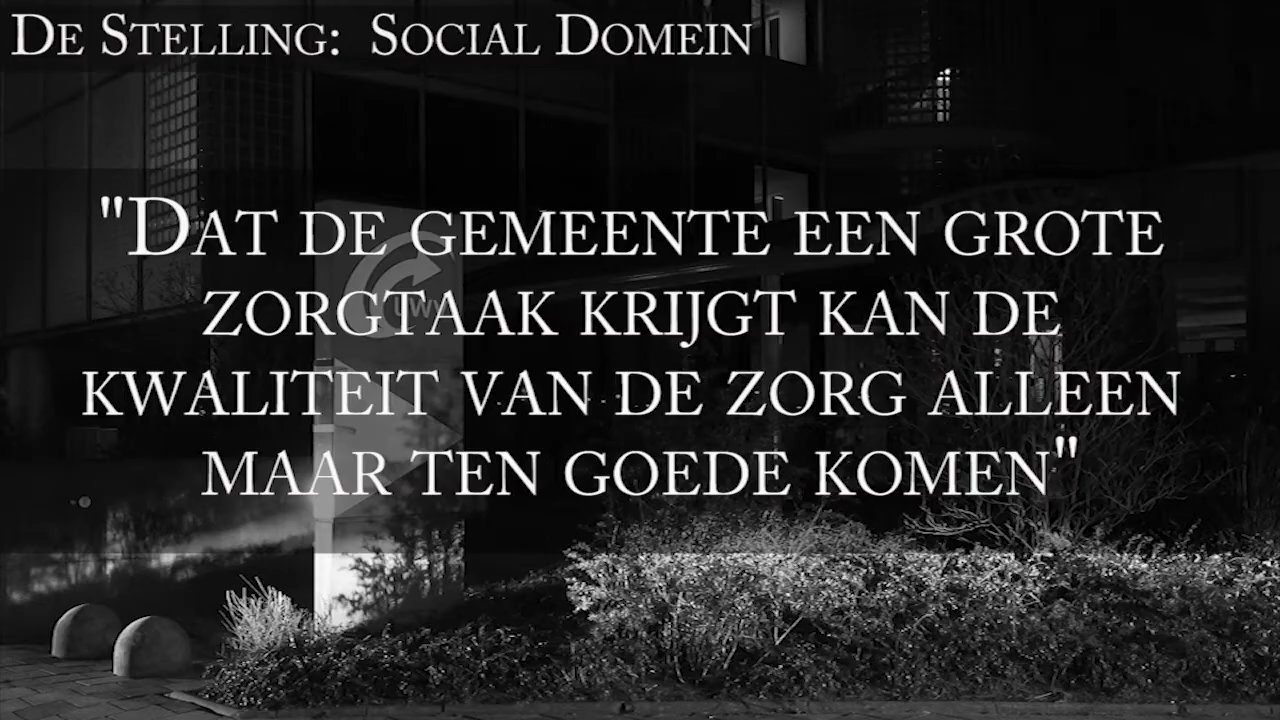 De Stelling: Social Domein
"Dat de gemeente een grote
zorgtaak krijgt kan de
kwaliteit van de zorg alleen
maar ten goede komen"
UWV